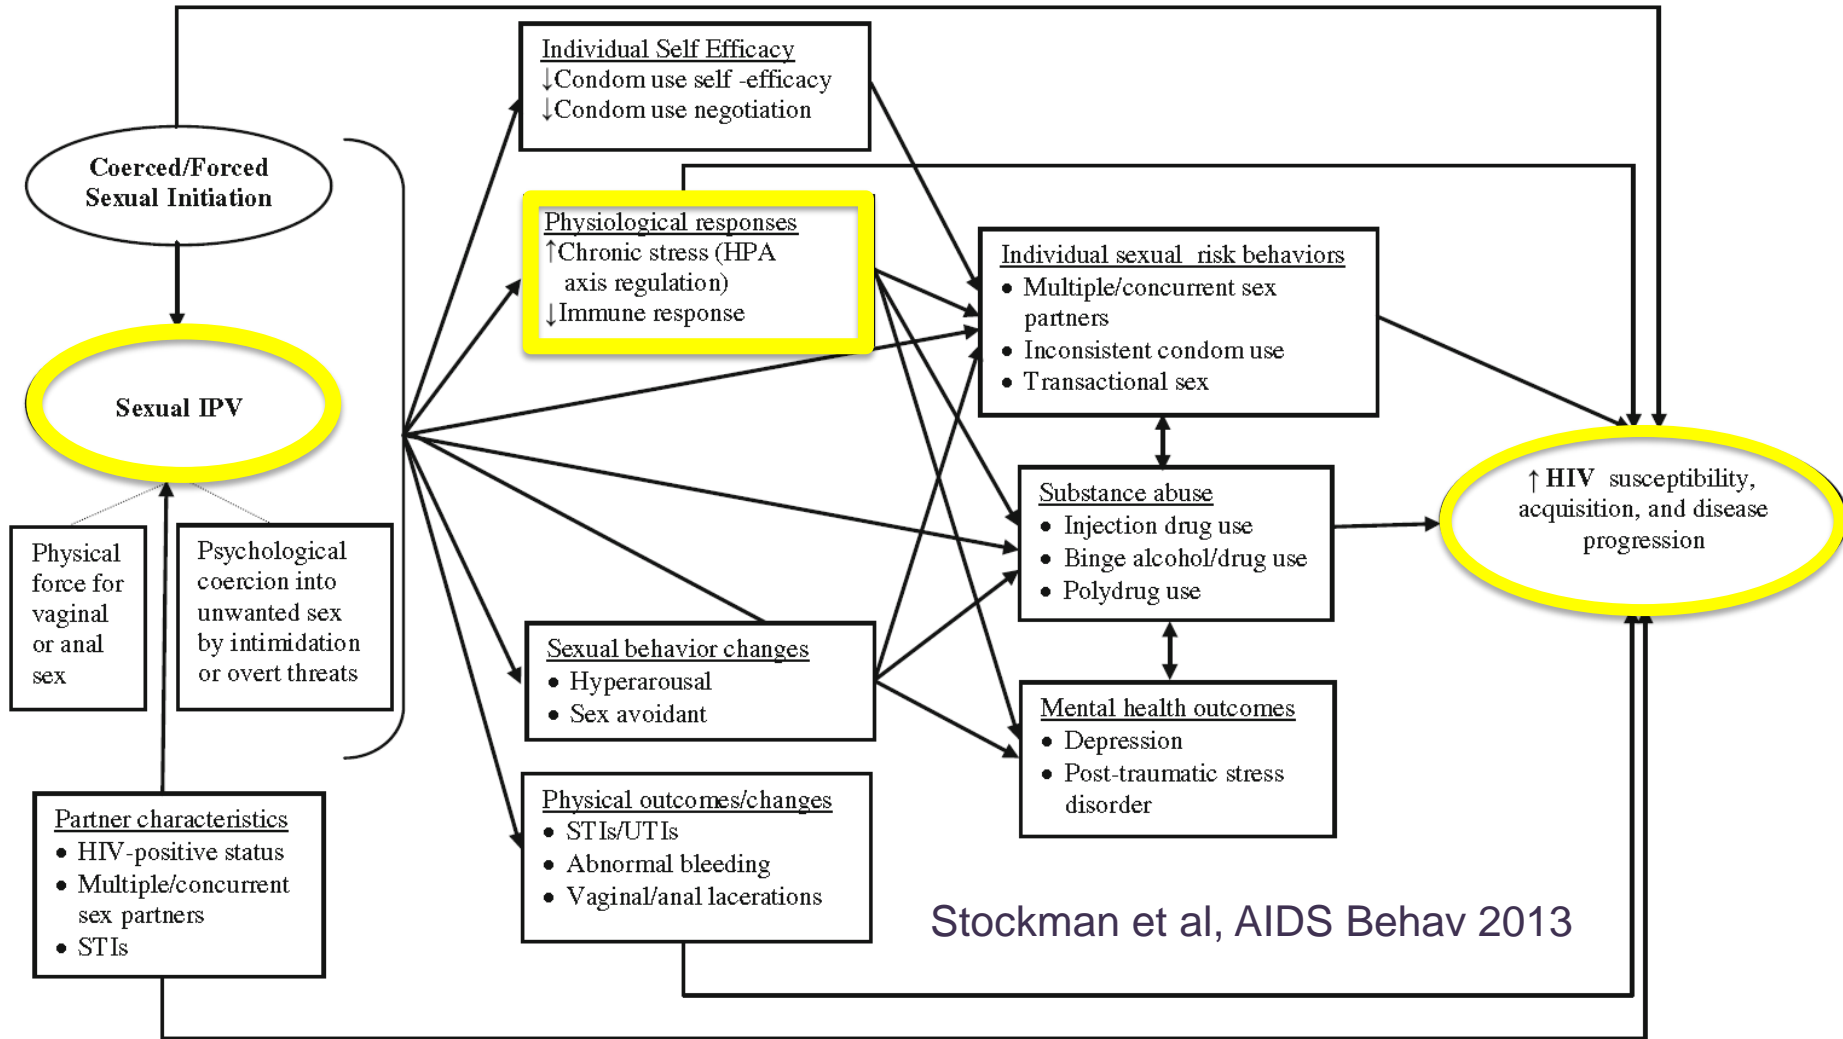 Coerced/Forced
Sexual Initiation
Sexual IPV
Physical
force for
vaginal
or anal
sex
Psychological
coercion into
unwanted sex
by intimidation
or overt threats
Partner characteristics
• HIV-positive status
• Multiple/concurrent
sex partners
• STIs
Individual Self Efficacy
↓Condom use self -efficacy
↓Condom use negotiation
Physiological responses
↑Chronic stress (HPA
axis regulation)
↓Immune response
Sexual behavior changes
• Hyperarousal
• Sex avoidant
Physical outcomes/changes
• STIs/UTIs
• Abnormal bleeding
• Vaginal/anal lacerations
Individual sexual risk behaviors
• Multiple/concurrent sex
partners
• Inconsistent condom use
• Transactional sex
Substance abuse
• Injection drug use
• Binge alcohol/drug use
• Polydrug use
Mental health outcomes
• Depression
• Post-traumatic stress
disorder
↑ HIV susceptibility,
acquisition, and disease
progression
Stockman et al, AIDS Behav 2013